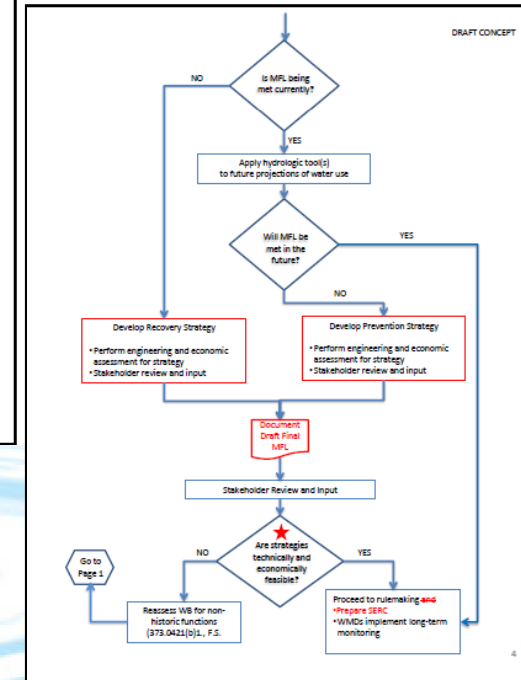 DRAFT CONCEPT
Is MFL being
met currently?
NO
YES
Apply hydrologic tool(s)
to future projections of water use
Will MFL be
met in the
future?
YES
NO
Develop Recovery Strategy
•Perform engineering and economic
assessment for strategy
•Stakeholder review and input
Develop Prevention Strategy
•Perform engineering and economic
assessment for strategy
•Stakeholder review and input
Document
Draft Final
MFL
Stakeholder Review and Input
Are strategies
technically and
economically
feasible?
NO
YES
Go to
Page 1
Reassess WB for non-
historic functions
(373.0421(b)1., F.S.
Proceed to rulemaking and
•Prepare SERC
•WMDs implement long-term
monitoring
4